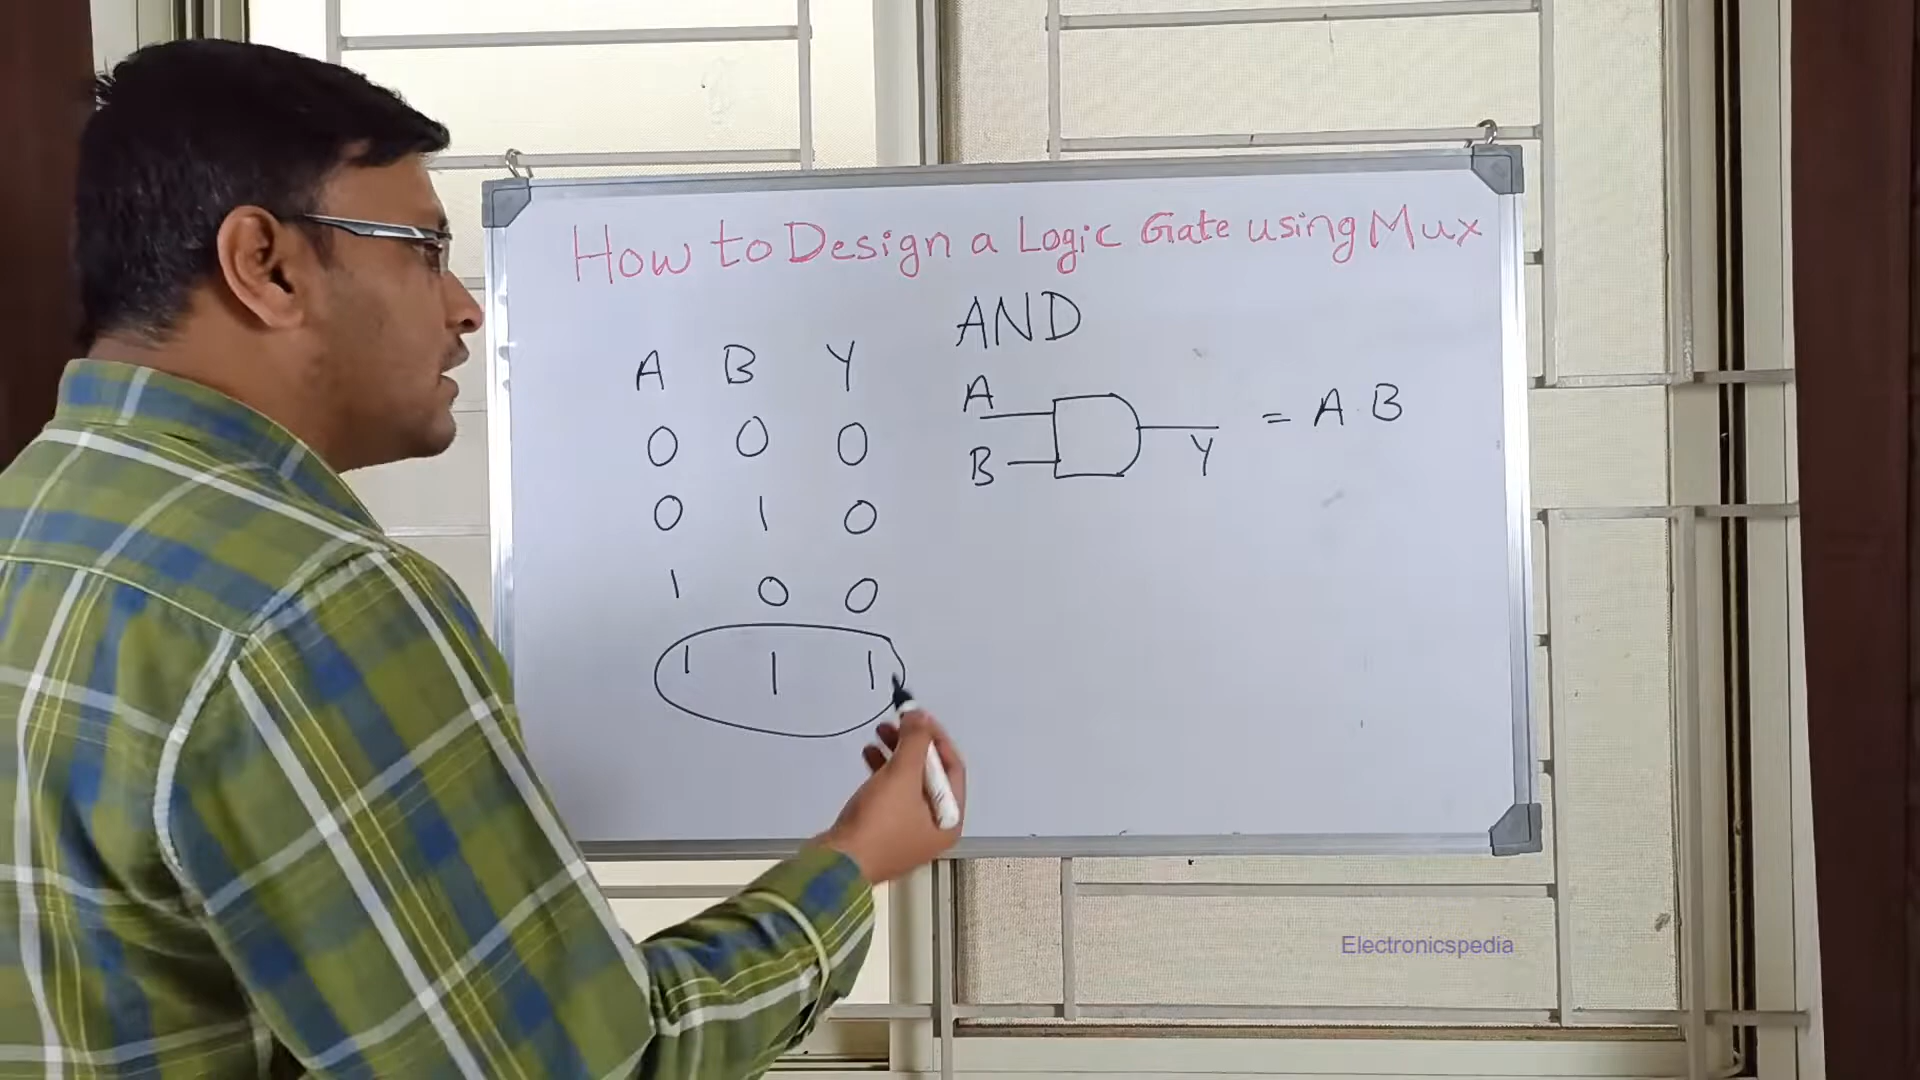 How to Design a Logic Gate using Mux
AND
A B Y
0 0 0
0 1 0
1 0 0
1 1 1
A
B
Y
= A B
Electronicspedia